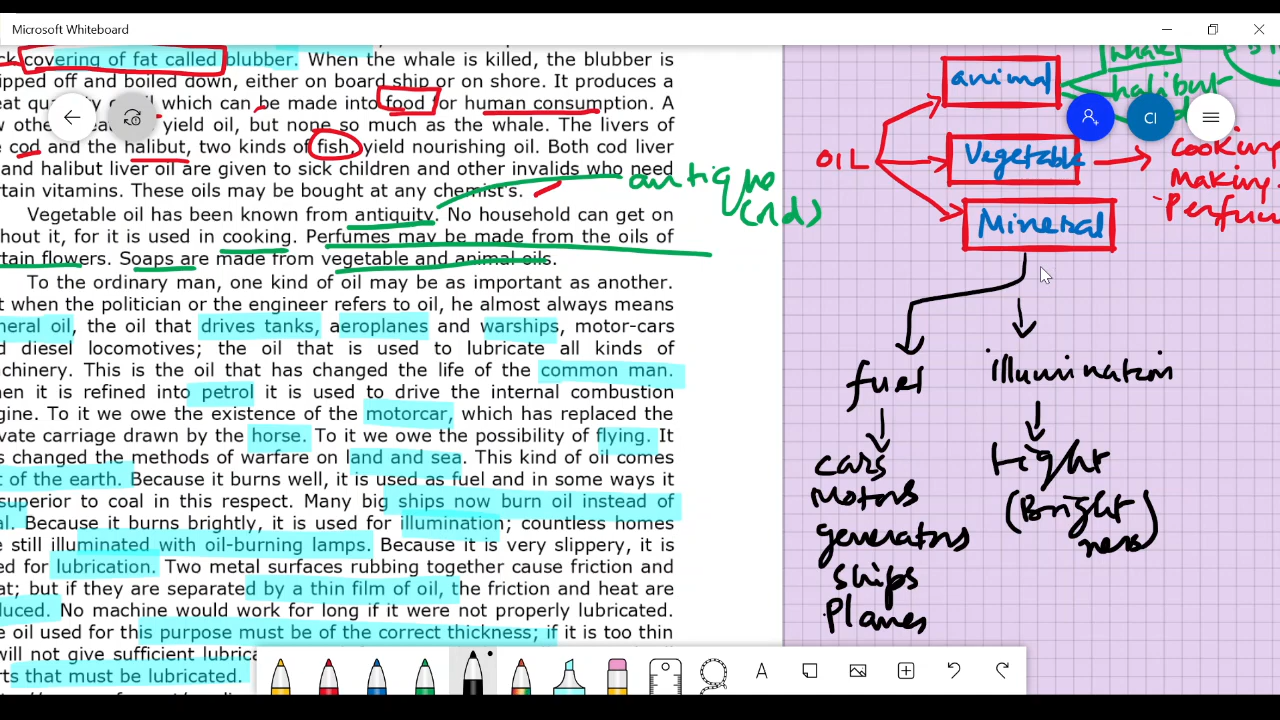 Microsoft Whiteboard
covering of fat called blubber. When the whale is killed, the blubber is
ped off and boiled down, either on board ship or on shore. It produces a
which can be made into food for human consumption. A
yield oil, but none so much as the whale. The livers of
cod and the halibut, two kinds of fish, yield nourishing oil. Both cod liver
and halibut liver oil are given to sick children and other invalids who need
rtain vitamins. These oils may be bought at any chemist's.
Vegetable oil has been known from antiquity. No household can get on
hout it, for it is used in cooking. Perfumes may be made from the oils of
rtain flowers. Soaps are made from vegetable and animal oils.
To the ordinary man, one kind of oil may be as important as another.
t when the politician or the engineer refers to oil, he almost always means
neral oil, the oil that drives tanks, aeroplanes and warships, motor-cars
d diesel locomotives; the oil that is used to lubricate all kinds of
chinery. This is the oil that has changed the life of the common man.
hen it is refined into petrol it is used to drive the internal combustion
gine. To it we owe the existence of the motorcar, which has replaced the
vate carriage drawn by the horse. To it we owe the possibility of flying. It
s changed the methods of warfare on land and sea. This kind of oil comes
t of the earth. Because it burns well, it is used as fuel and in some ways it
superior to coal in this respect. Many big ships now burn oil instead of
al. Because it burns brightly, it is used for illumination; countless homes
e still illuminated with oil-burning lamps. Because it is very slippery, it is
ed for lubrication. Two metal surfaces rubbing together cause friction and
at; but if they are separated by a thin film of oil, the friction and heat are
duced. No machine would work for long if it were not properly lubricated.
e oil used for this purpose must be of the correct thickness; if it is too thin
will not give sufficient lubrica
rts that must be lubricated.
antique
(nd)
OIL
animal
halibut
Vegetable
Cooking
Making
Perfum
Mineral
fuel
illumination
cars
Motors
generators
ships
Planes
Light
(Bright
ness)
CI
A